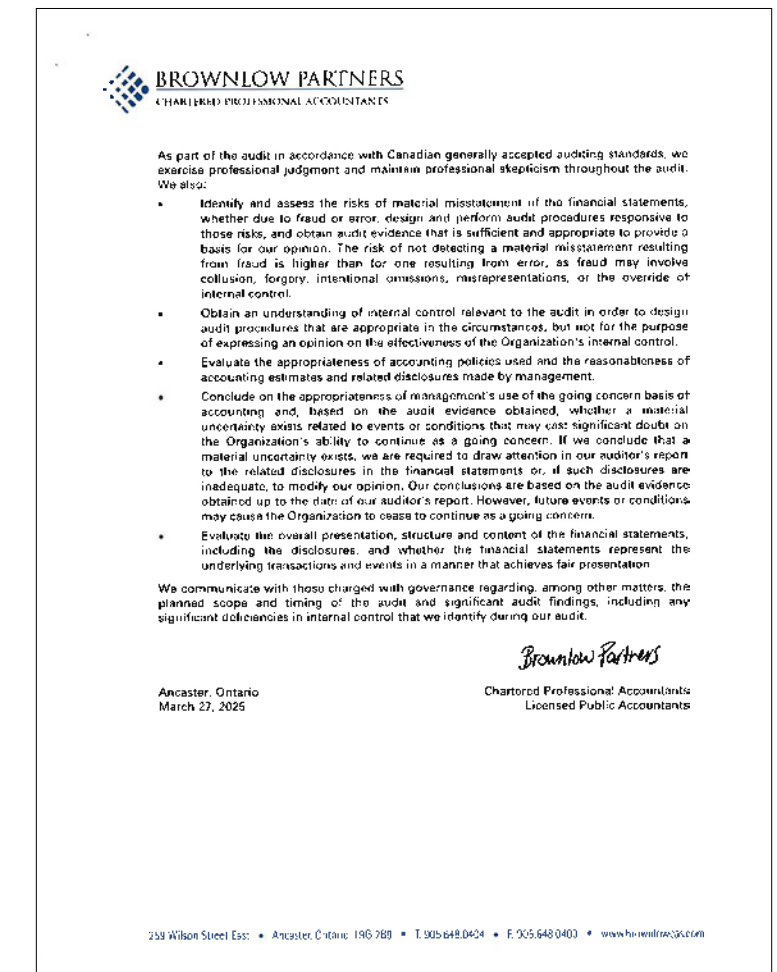 BROWNLOW PARTNERS
CHARTERED PROFESSIONAL ACCOUNTANTS
As part of the audit in accordance with Canadian generally accepted auditing standards, we
exercise professional judgment and maintain professional skepticism throughout the audit.
We also:
• Identify and assess the risks of material misstatement of the financial statements,
whether due to fraud or error, design and perform audit procedures responsive to
those risks, and obtain audit evidence that is sufficient and appropriate to provide a
basis for our opinion. The risk of not detecting a material misstatement resulting
from fraud is higher than for one resulting from error, as fraud may involve
collusion, forgery, intentional omissions, misrepresentations, or the override of
internal control.
• Obtain an understanding of internal control relevant to the audit in order to design
audit procedures that are appropriate in the circumstances, but not for the purpose
of expressing an opinion on the effectiveness of the Organization's internal control.
• Evaluate the appropriateness of accounting policies used and the reasonableness of
accounting estimates and related disclosures made by management.
• Conclude on the appropriateness of management's use of the going concern basis of
accounting and, based on the audit evidence obtained, whether a material
uncertainty exists related to events or conditions that may cast significant doubt on
the Organization's ability to continue as a going concern. If we conclude that a
material uncertainty exists, we are required to draw attention in our auditor's report
to the related disclosures in the financial statements or, if such disclosures are
inadequate, to modify our opinion. Our conclusions are based on the audit evidence
obtained up to the date of our auditor's report. However, future events or conditions
may cause the Organization to cease to continue as a going concern.
• Evaluate the overall presentation, structure and content of the financial statements,
including the disclosures, and whether the financial statements represent the
underlying transactions and events in a manner that achieves fair presentation
We communicate with those charged with governance regarding, among other matters, the
planned scope and timing of the audit and significant audit findings, including any
significant deficiencies in internal control that we identify during our audit.
Brownlow Partners
Ancaster, Ontario
March 27, 2025
Chartered Professional Accountants
Licensed Public Accountants
259 Wilson Street East • Ancaster, Ontario • T. 905.648.0404 • F. 905.648.0403 •